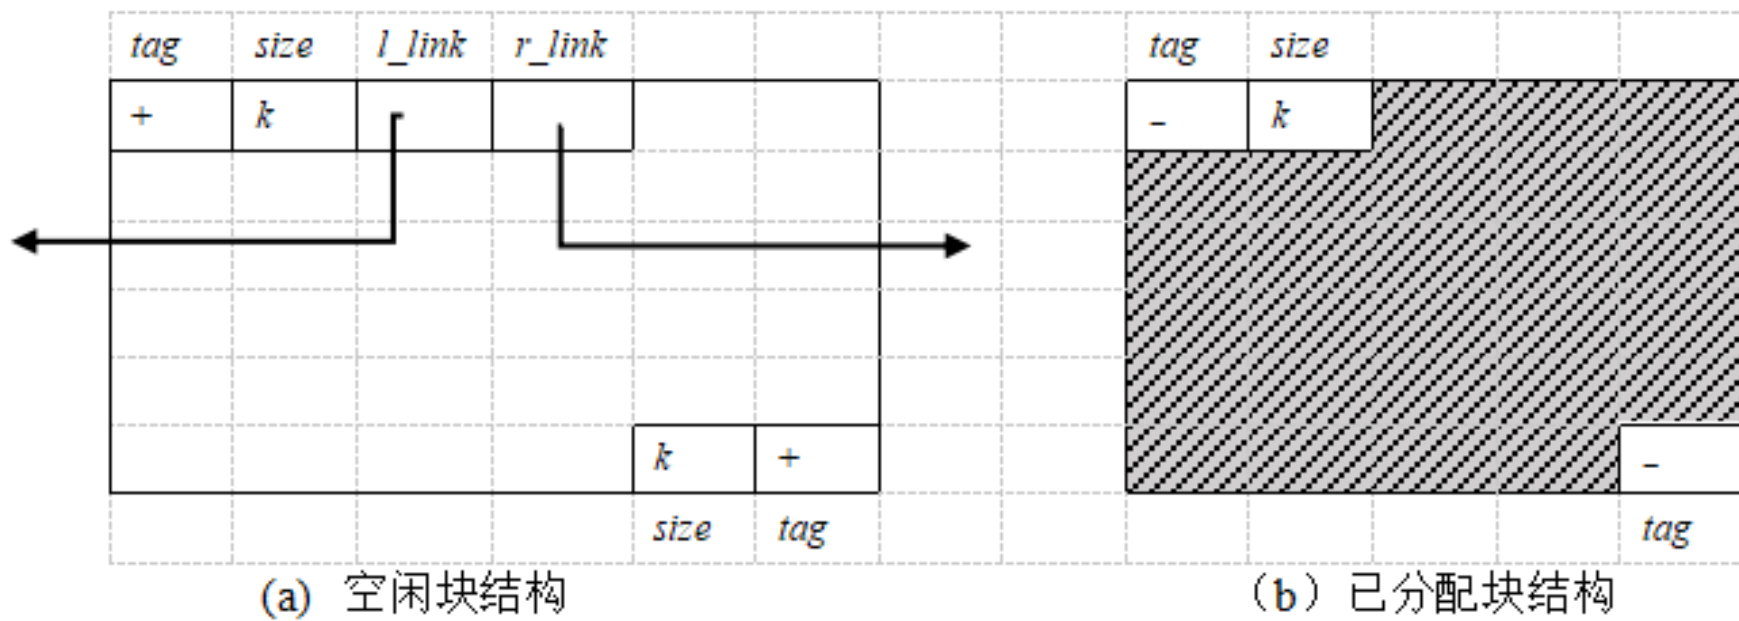 tag size l_link r_link tag size
+ k - k
k + -
size tag tag
(a) 空闲块结构 （b）已分配块结构